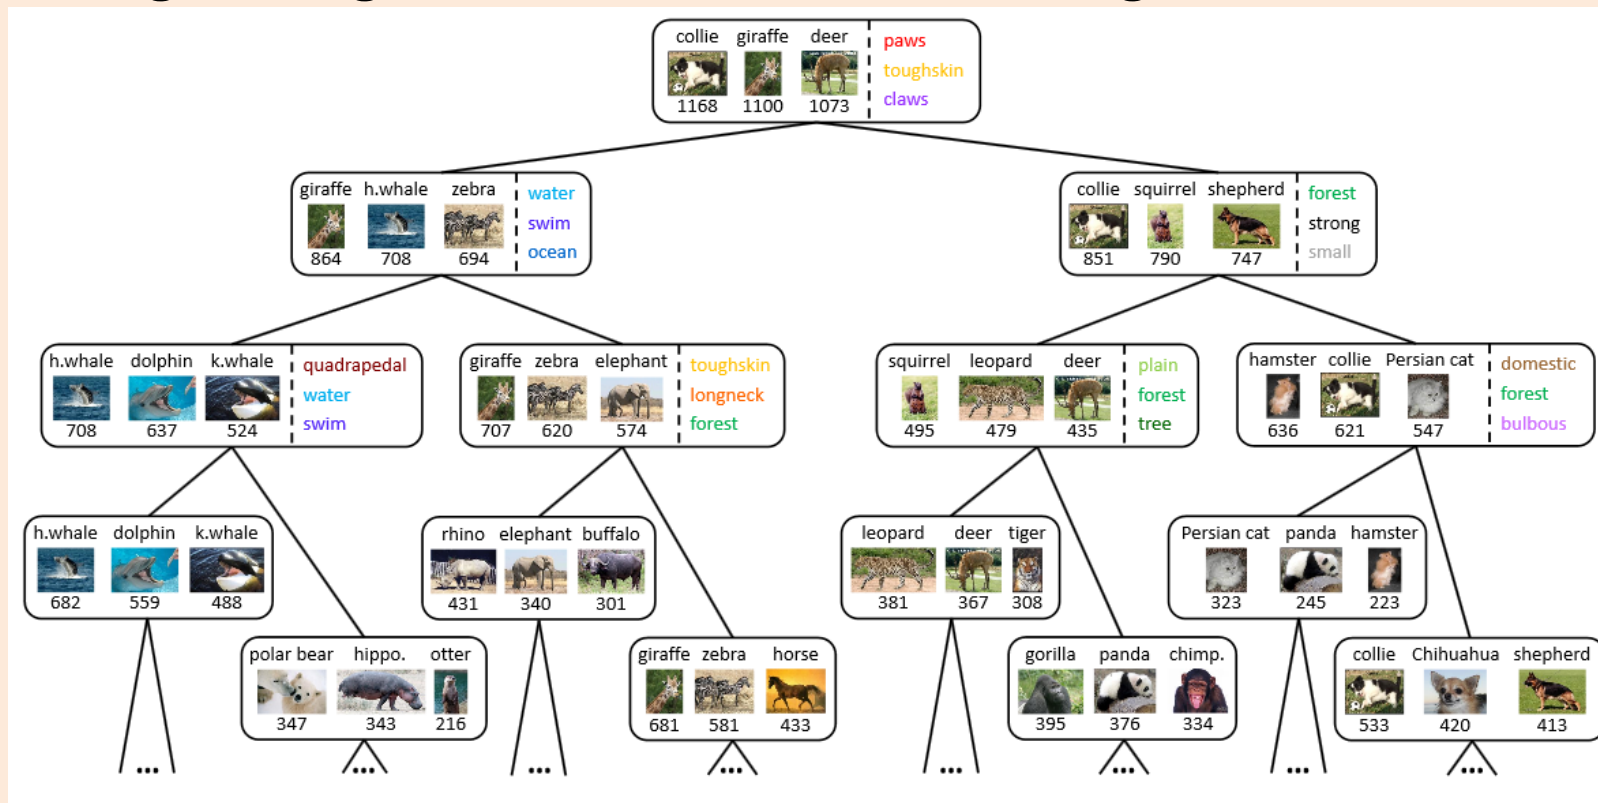 collie giraffe deer
1168 1100 1073
paws
toughskin
claws
giraffe h.whale zebra
864 708 694
water
swim
ocean
collie squirrel shepherd
851 790 747
forest
strong
small
h.whale dolphin k.whale
708 637 524
quadrapedal
water
swim
giraffe zebra elephant
707 620 574
toughskin
longneck
forest
squirrel leopard deer
495 479 435
plain
forest
tree
hamster collie Persian cat
636 621 547
domestic
forest
bulbous
h.whale dolphin k.whale
682 559 488
rhino elephant buffalo
431 340 301
leopard deer tiger
381 367 308
Persian cat panda hamster
323 245 223
polar bear hippo. otter
347 343 216
giraffe zebra horse
681 581 433
gorilla panda chimp.
395 376 334
collie Chihuahua shepherd
533 420 413
... ... ... ... ... ... ... ...